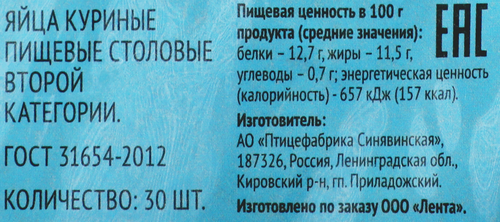 ЯЙЦА КУРИНЫЕ
ПИЩЕВЫЕ СТОЛОВЫЕ
ВТОРОЙ
КАТЕГОРИИ.
ГОСТ 31654-2012
КОЛИЧЕСТВО: 30 ШТ.
Пищевая ценность в 100 г
продукта (средние значения):
белки – 12,7 г, жиры – 11,5 г,
углеводы – 0,7 г; энергетическая ценность
(калорийность) - 657 кДж (157 ккал).
Изготовитель:
АО «Птицефабрика Синявинская»,
187326, Россия, Ленинградская обл.,
Кировский р-н, гп. Приладожский.
Изготовлено по заказу ООО «Лента».
ЕАС